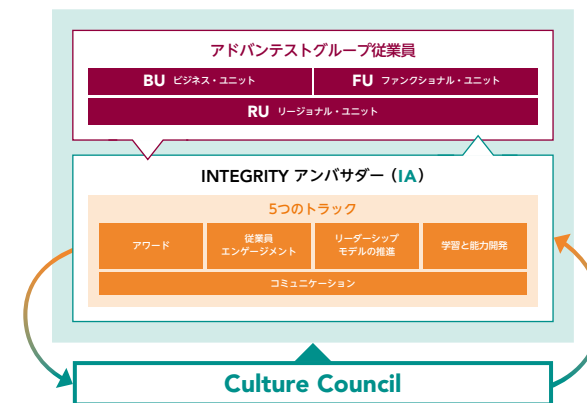 アドバンテストグループ従業員
BU ビジネス・ユニット
FU ファンクショナル・ユニット
RU リージョナル・ユニット
INTEGRITY アンバサダー（IA）
5つのトラック
アワード
従業員
エンゲージメント
リーダーシップ
モデルの推進
学習と能力開発
コミュニケーション
Culture Council